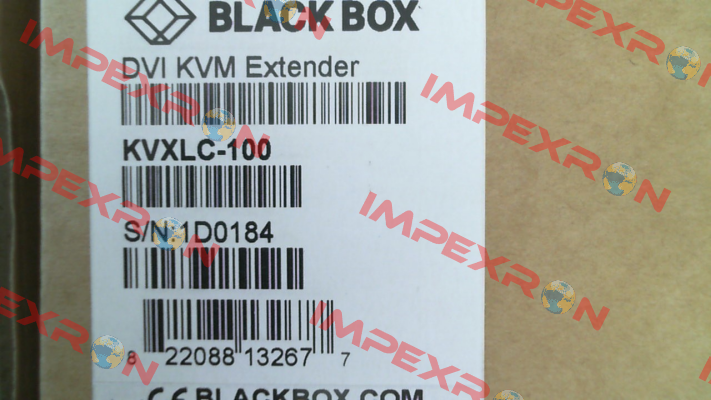 BLACK BOX
DVI KVM Extender
KVXLC-100
S/N:1D0184
8 22088 13267 7
CE BLACKBOX.COM
IMPEXRON
IMPEXRON
IMPEXRON
IMPEXRON
IMPEXRON